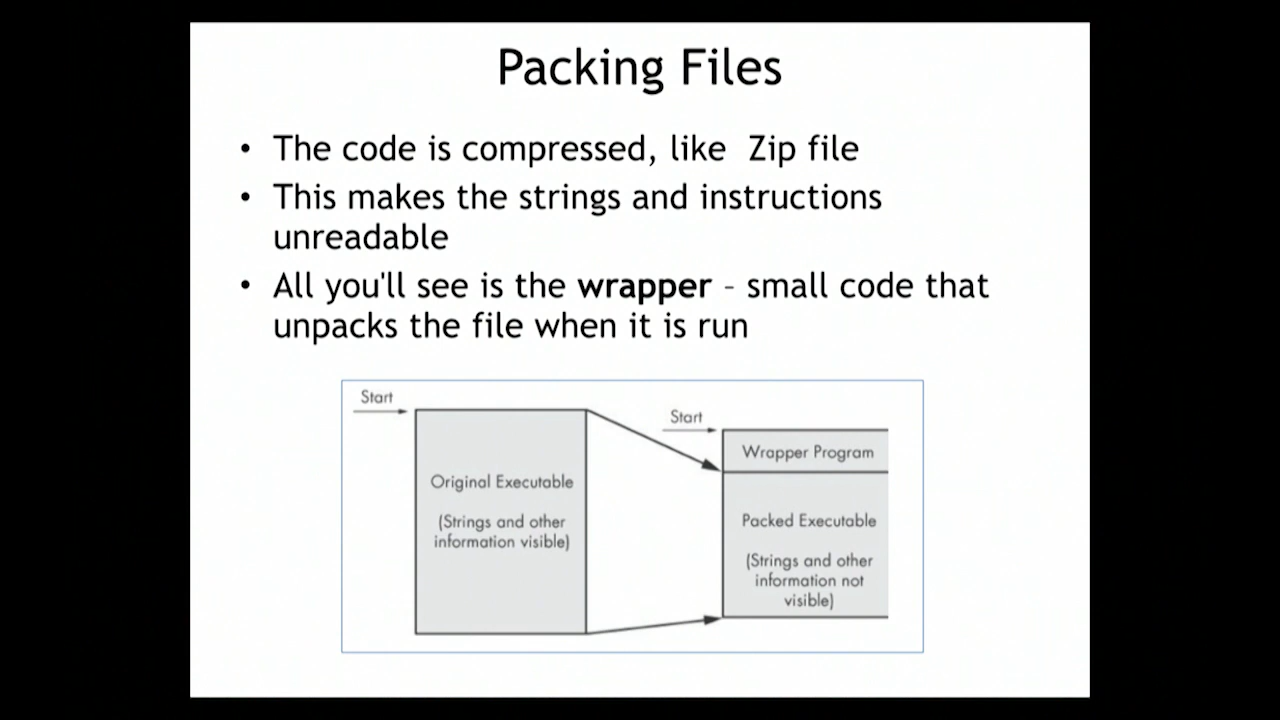 Packing Files
• The code is compressed, like  Zip file
• This makes the strings and instructions
unreadable
• All you'll see is the wrapper – small code that
unpacks the file when it is run
Start
Original Executable
(Strings and other
information visible)
Start
Wrapper Program
Packed Executable
(Strings and other
information not
visible)